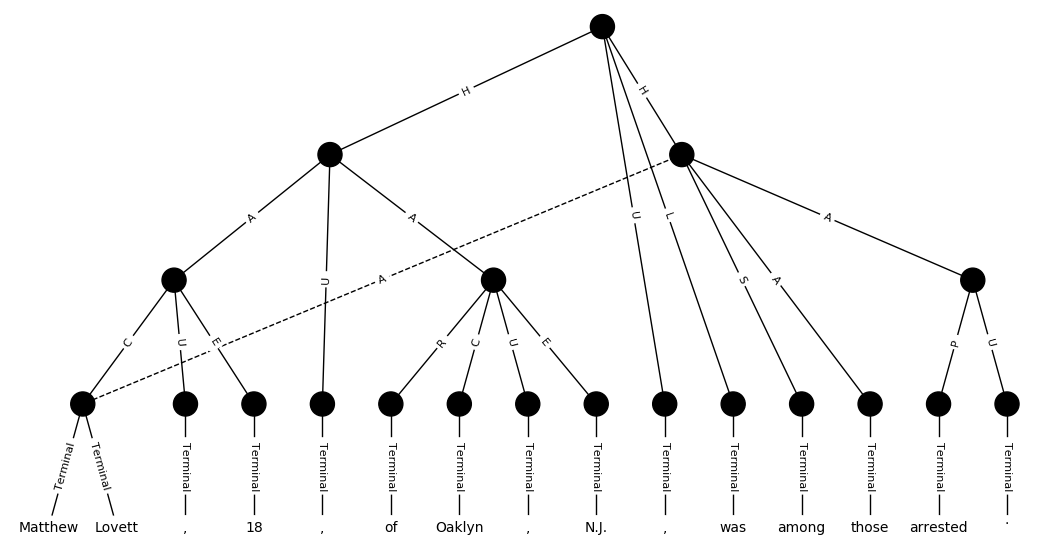 H
H
A
A
U
L
A
U
A
S
A
C
U
E
R
C
U
E
P
U
Terminal Terminal Terminal Terminal Terminal Terminal Terminal Terminal Terminal Terminal Terminal Terminal Terminal Terminal Terminal
Matthew Lovett , 18 , of Oaklyn , N.J. , was among those arrested .